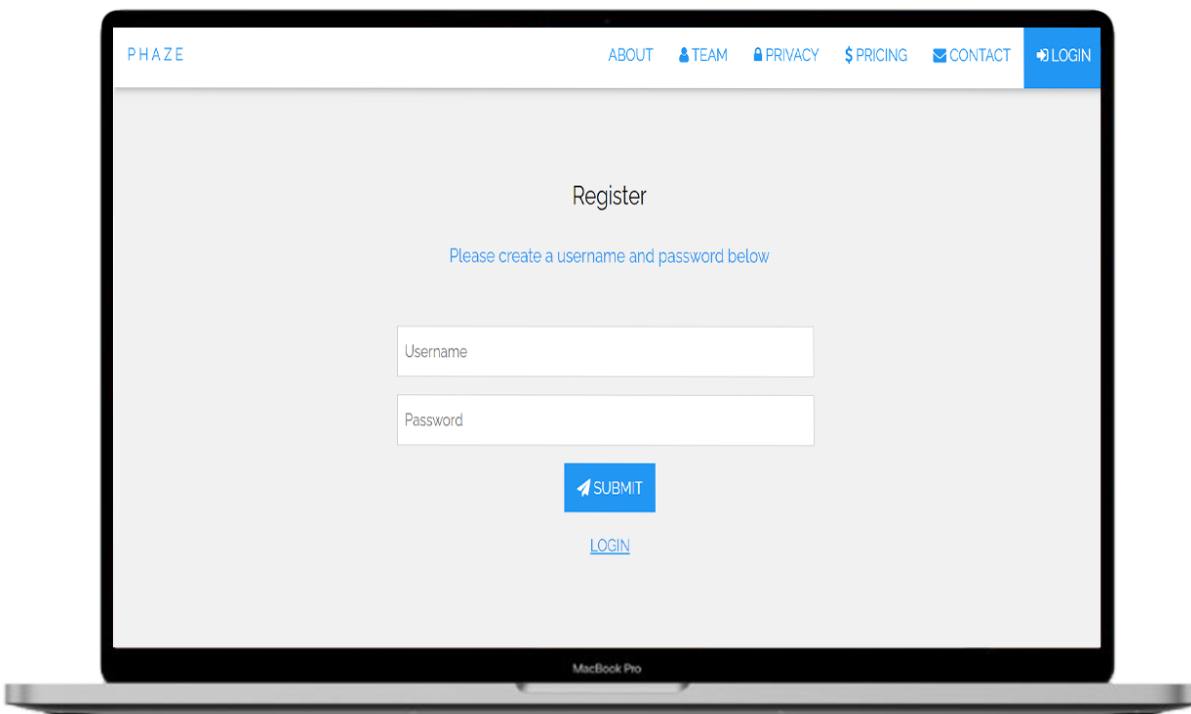 PHAZE ABOUT TEAM PRIVACY $ PRICING CONTACT LOGIN
Register
Please create a username and password below
Username
Password
SUBMIT
LOGIN
MacBook Pro